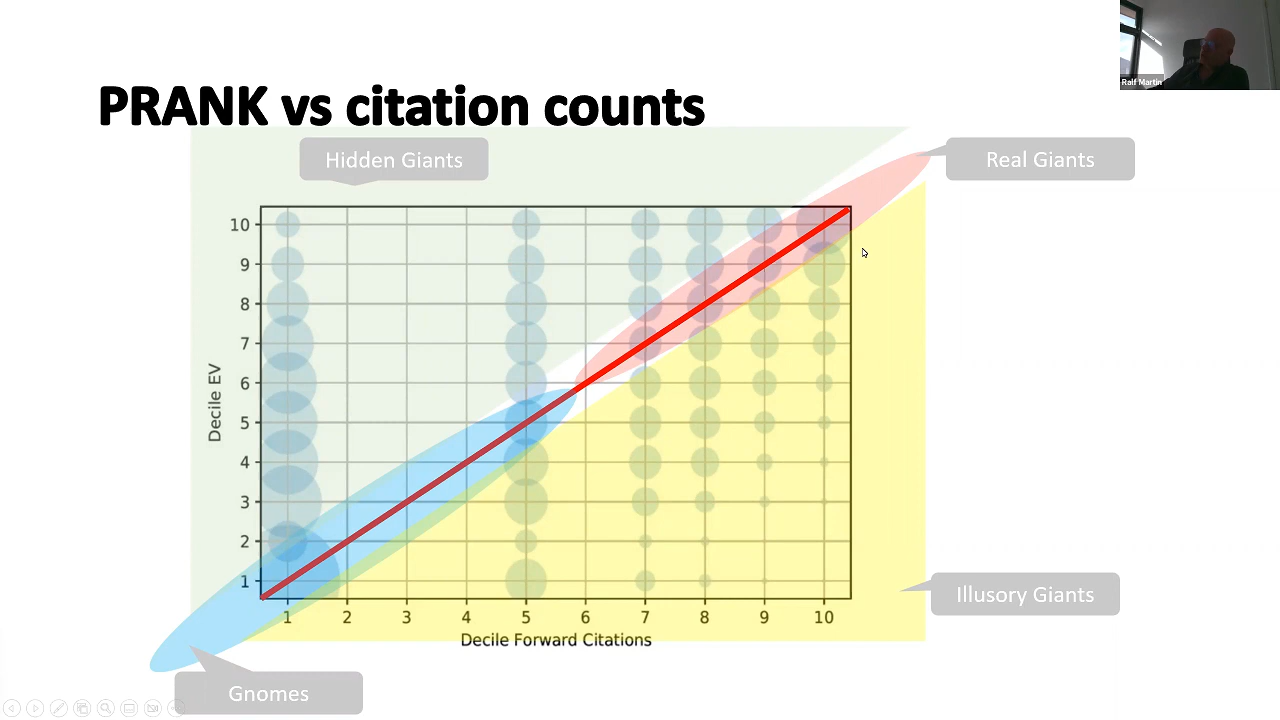 Ralf Martin
PRANK vs citation counts
Hidden Giants
Real Giants
10
9
8
7
6
5
4
3
2
1
Decile EV
1 2 3 4 5 6 7 8 9 10
Decile Forward Citations
Illusory Giants
Gnomes